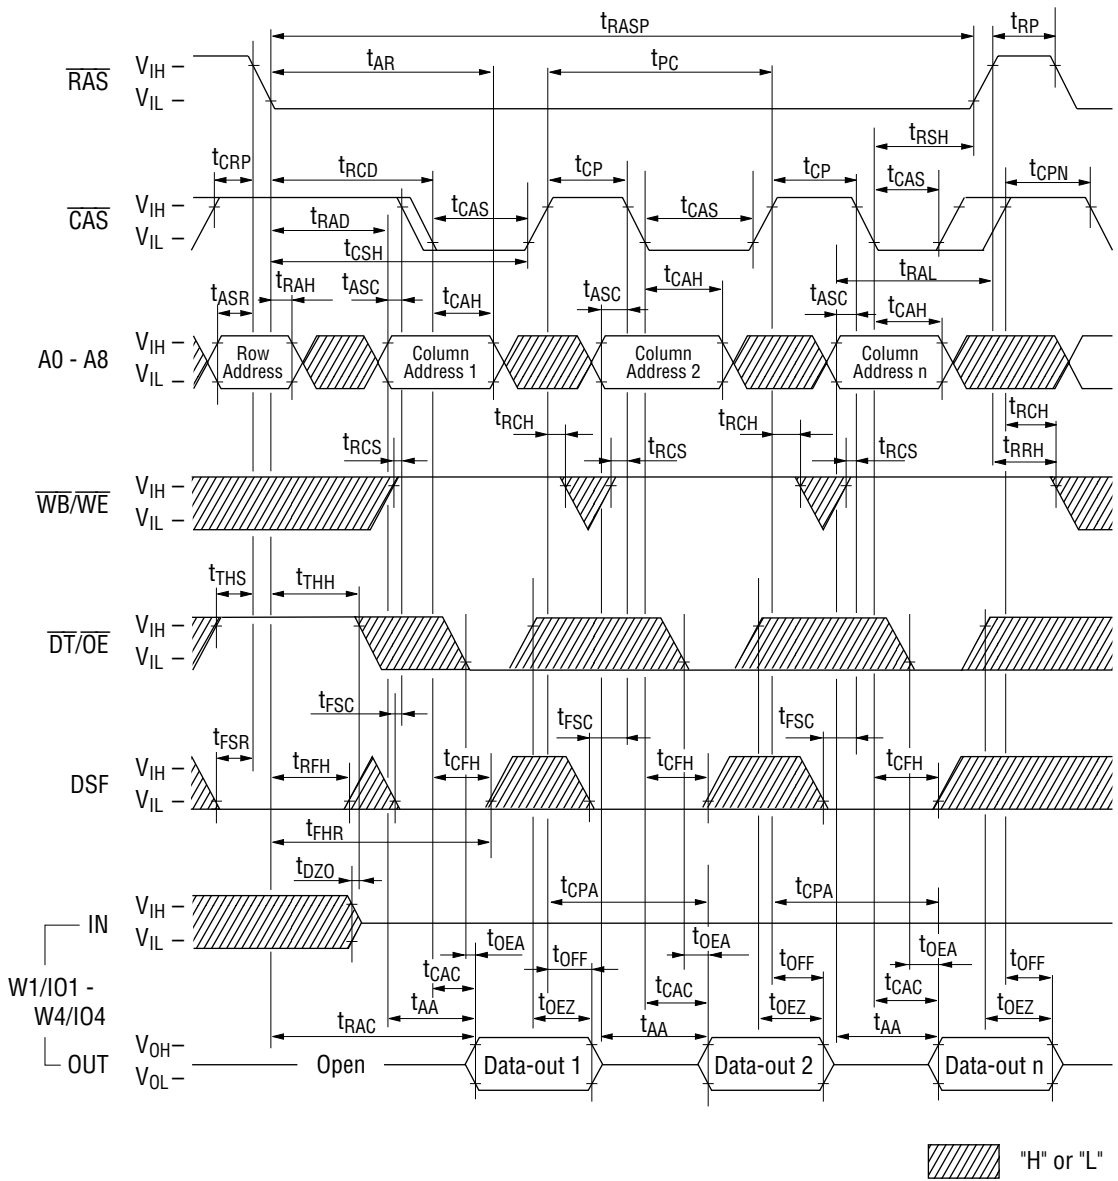 tRASP
tRP
tAR
tPC
RAS
VIH
VIL
tRSH
tCRP
tRCD
tCP
tCP
tCAS
tCPN
tCAS
tCAS
CAS
VIH
VIL
tRAD
tCSH
tRAL
tASR
tRAH
tASC
tCAH
tASC
tCAH
tASC
tCAH
A0 - A8
VIH
VIL
Row
Address
Column
Address 1
Column
Address 2
Column
Address n
tRCH
tRCH
tRCH
tRCS
tRCS
tRCS
tRRH
WB/WE
VIH
VIL
tTHS
tTHH
DT/OE
VIH
VIL
tFSC
tFSC
tFSC
tFSR
tRFH
tCFH
tCFH
tCFH
DSF
VIH
VIL
tFHR
tDZO
tCPA
tCPA
IN
VIH
VIL
tOEA
tOEA
tOEA
tOFF
tOFF
tOFF
tCAC
tCAC
tCAC
W1/IO1 -
W4/IO4
tAA
tOEZ
tAA
tOEZ
tAA
tOEZ
tRAC
OUT
VOH
VOL
Open
Data-out 1
Data-out 2
Data-out n
"H" or "L"